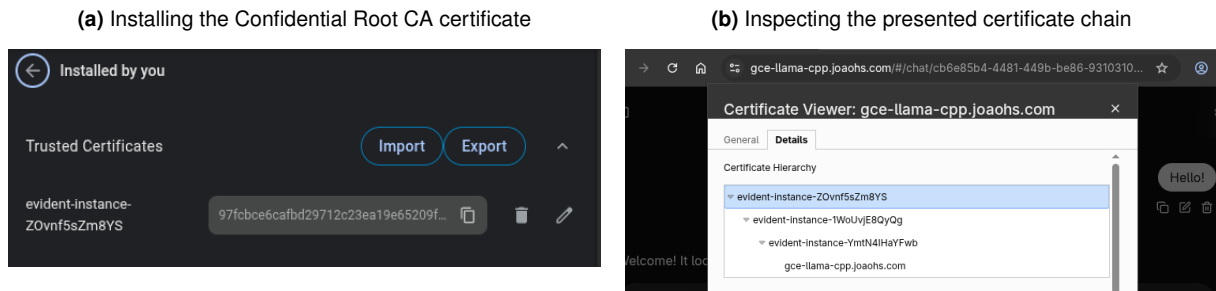 (a) Installing the Confidential Root CA certificate
Installed by you
Trusted Certificates
Import
Export
evident-instance-
ZOvnf5sZm8YS
97fcbce6cafbd29712c23ea19e65209f…
(b) Inspecting the presented certificate chain
gce-llama-cpp.joaohs.com/#/chat/cb6e85b4-4481-449b-be86-9310310...
Certificate Viewer: gce-llama-cpp.joaohs.com
General
Details
Certificate Hierarchy
evident-instance-ZOvnf5sZm8YS
evident-instance-1WoUvjE8QyQg
evident-instance-YmtN4lHaYFwb
gce-llama-cpp.joaohs.com
Hello!
elcome! It loo